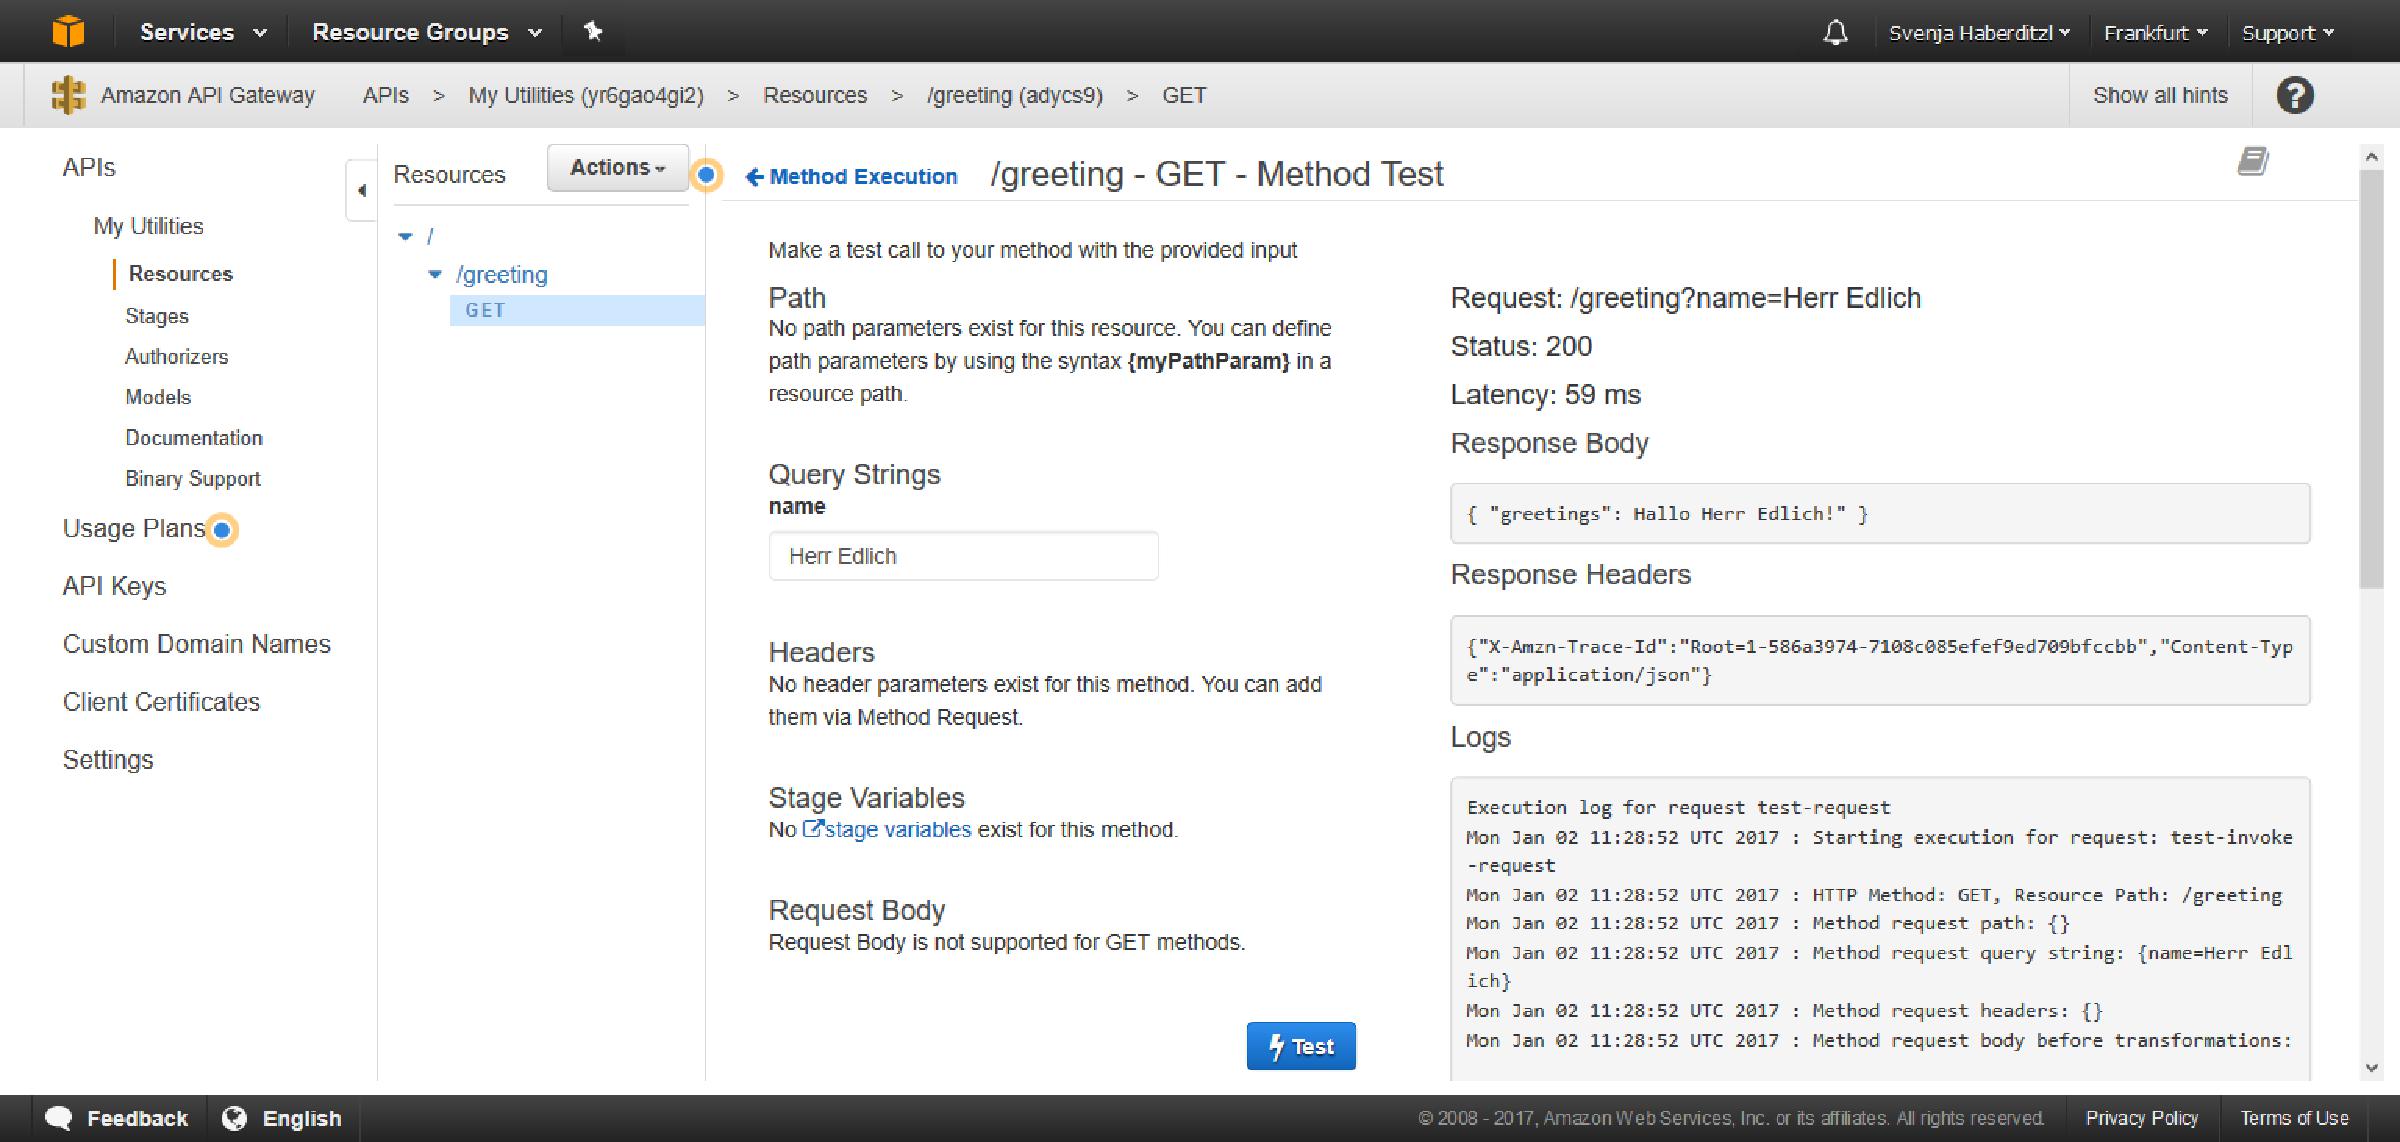 Services
Resource Groups
Svenja Haberditzl
Frankfurt
Support
Amazon API Gateway
APIs > My Utilities (yr6gao4gi2) > Resources > /greeting (adycs9) > GET
Show all hints
?
APIs
My Utilities
Resources
Stages
Authorizers
Models
Documentation
Binary Support
Usage Plans
API Keys
Custom Domain Names
Client Certificates
Settings
Resources
Actions
/
/greeting
GET
Method Execution
/greeting - GET - Method Test
Make a test call to your method with the provided input
Path
No path parameters exist for this resource. You can define
path parameters by using the syntax {myPathParam} in a
resource path.
Query Strings
name
Herr Edlich
Headers
No header parameters exist for this method. You can add
them via Method Request.
Stage Variables
No stage variables exist for this method.
Request Body
Request Body is not supported for GET methods.
Test
Request: /greeting?name=Herr Edlich
Status: 200
Latency: 59 ms
Response Body
{ "greetings": Hallo Herr Edlich!" }
Response Headers
{"X-Amzn-Trace-Id":"Root=1-586a3974-7108c085efef9ed709bfccbb","Content-Typ
e":"application/json"}
Logs
Execution log for request test-request
Mon Jan 02 11:28:52 UTC 2017 : Starting execution for request: test-invoke
-request
Mon Jan 02 11:28:52 UTC 2017 : HTTP Method: GET, Resource Path: /greeting
Mon Jan 02 11:28:52 UTC 2017 : Method request path: {}
Mon Jan 02 11:28:52 UTC 2017 : Method request query string: {name=Herr Edl
ich}
Mon Jan 02 11:28:52 UTC 2017 : Method request headers: {}
Mon Jan 02 11:28:52 UTC 2017 : Method request body before transformations:
Feedback
English
© 2008 - 2017, Amazon Web Services, Inc. or its affiliates. All rights reserved.
Privacy Policy
Terms of Use